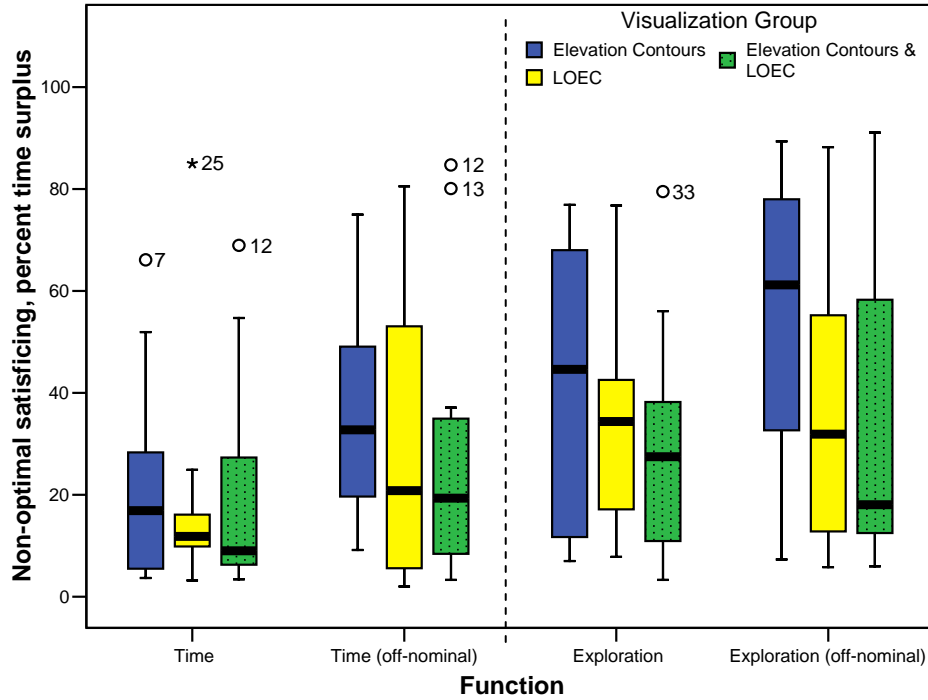 Visualization Group
Elevation Contours
LOEC
Elevation Contours &
LOEC
Non-optimal satisficing, percent time surplus
100
80
60
40
20
0
7
*25
12
12
13
33
Time
Time (off-nominal)
Exploration
Exploration (off-nominal)
Function